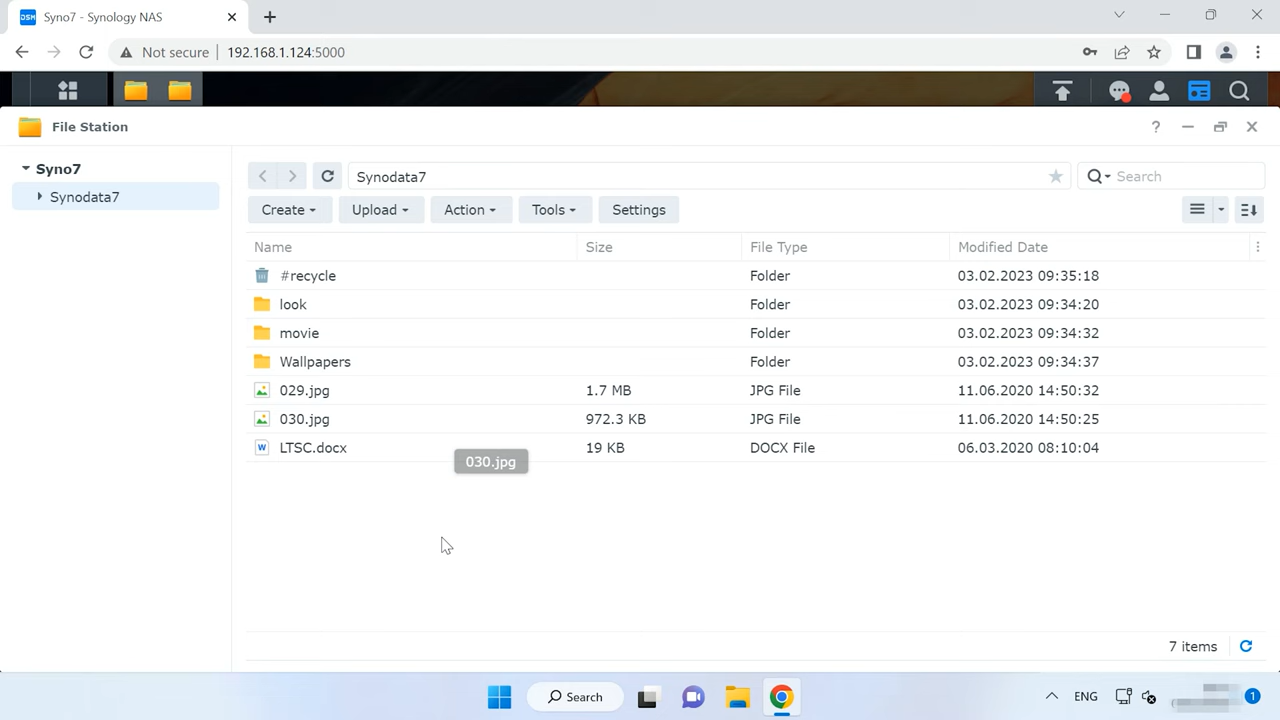 DSM Syno7 - Synology NAS
Not secure 192.168.1.124:5000
File Station
?
Syno7
Synodata7
Synodata7
Search
Create Upload Action Tools Settings
Name Size File Type Modified Date
#recycle Folder 03.02.2023 09:35:18
look Folder 03.02.2023 09:34:20
movie Folder 03.02.2023 09:34:32
Wallpapers Folder 03.02.2023 09:34:37
029.jpg 1.7 MB JPG File 11.06.2020 14:50:32
030.jpg 972.3 KB JPG File 11.06.2020 14:50:25
W LTSC.docx 19 KB DOCX File 06.03.2020 08:10:04
030.jpg
7 items
Search ENG 1